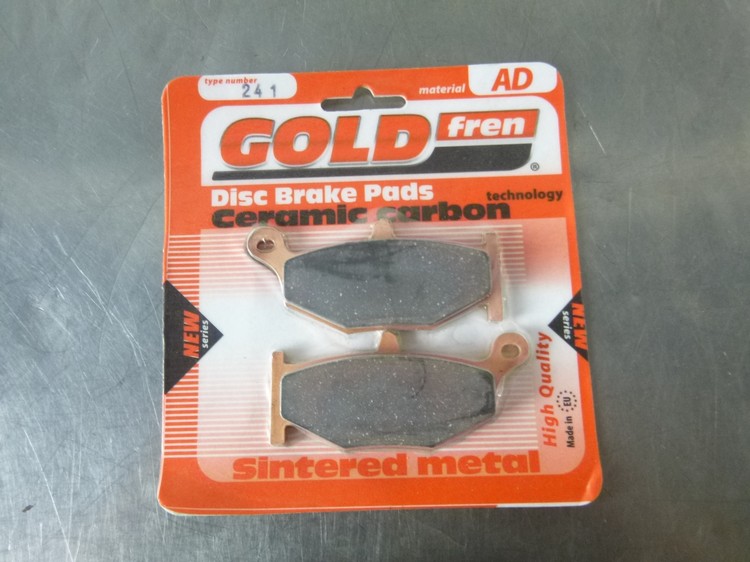 type number
241
material
AD
GOLD fren®
Disc Brake Pads
technology
Ceramic carbon
NEW
series
NEW
series
High Quality
Made in EU
Sintered metal